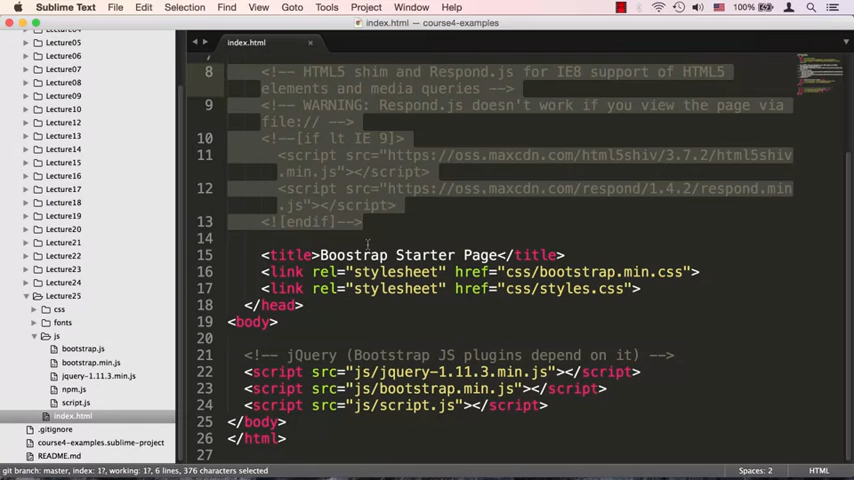 Sublime Text File Edit Selection Find View Goto Tools Project Window Help 100%
index.html — course4-examples
index.html
Lecture04
Lecture05
Lecture06
Lecture07
Lecture08
Lecture09
Lecture10
Lecture11
Lecture12
Lecture13
Lecture14
Lecture15
Lecture16
Lecture17
Lecture18
Lecture19
Lecture20
Lecture21
Lecture22
Lecture23
Lecture24
Lecture25
css
fonts
js
bootstrap.js
bootstrap.min.js
jquery-1.11.3.min.js
npm.js
script.js
index.html
.gitignore
course4-examples.sublime-project
README.md
7
8 <!-- HTML5 shim and Respond.js for IE8 support of HTML5
elements and media queries -->
9 <!-- WARNING: Respond.js doesn't work if you view the page via
file:// -->
10 <!--[if lt IE 9]>
11 <script src="https://oss.maxcdn.com/html5shiv/3.7.2/html5shiv
.min.js"></script>
12 <script src="https://oss.maxcdn.com/respond/1.4.2/respond.min
.js"></script>
13 <![endif]-->
14
15 <title>Boostrap Starter Page</title>
16 <link rel="stylesheet" href="css/bootstrap.min.css">
17 <link rel="stylesheet" href="css/styles.css">
18 </head>
19 <body>
20
21 <!-- jQuery (Bootstrap JS plugins depend on it) -->
22 <script src="js/jquery-1.11.3.min.js"></script>
23 <script src="js/bootstrap.min.js"></script>
24 <script src="js/script.js"></script>
25 </body>
26 </html>
27
git branch: master, index: 1?, working: 1?, 6 lines, 376 characters selected
Spaces: 2 HTML